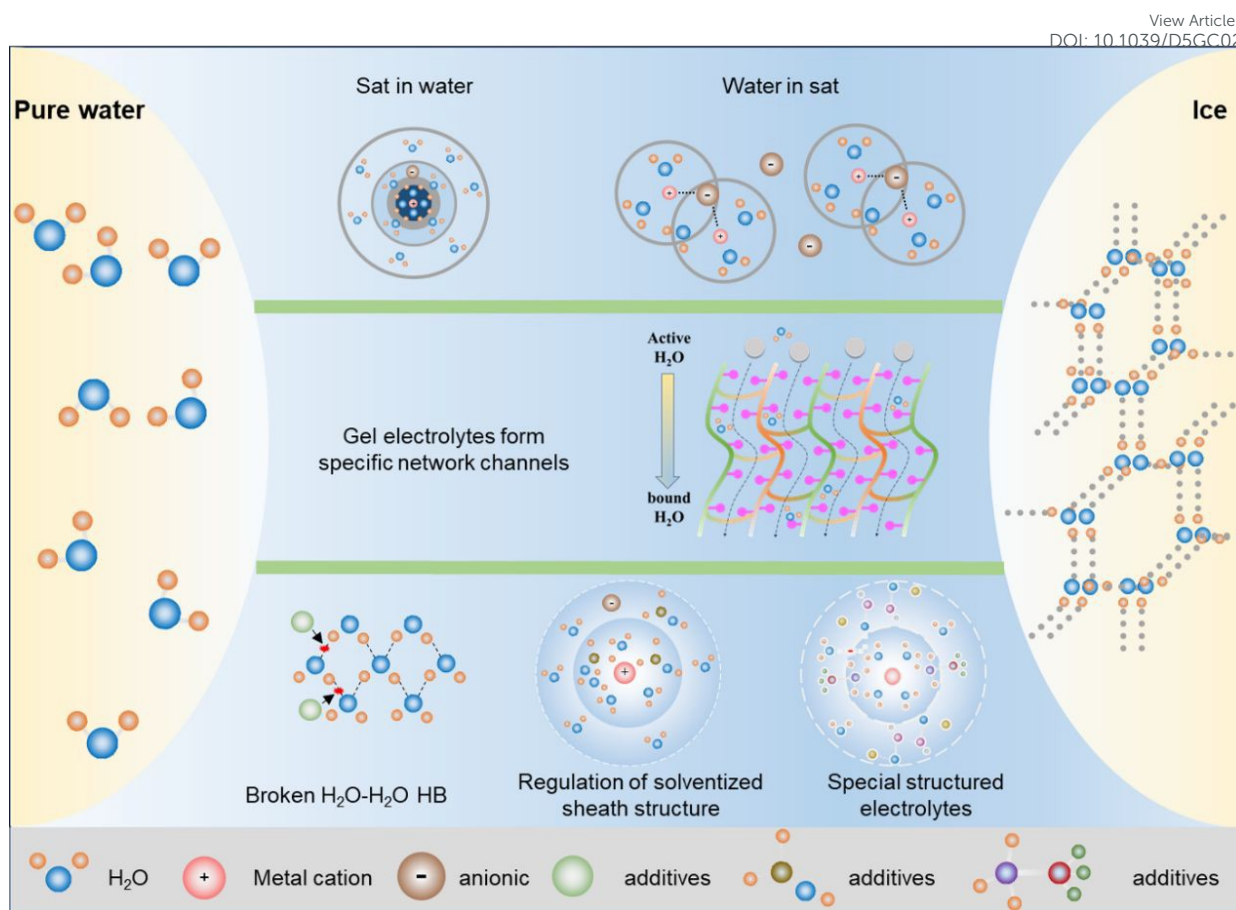 View Article
DOI: 10.1039/D5GC02
Pure water
Sat in water
Water in sat
Ice
Active
H₂O
bound
H₂O
Gel electrolytes form
specific network channels
Broken H₂O-H₂O HB
Regulation of solventized
sheath structure
Special structured
electrolytes
H₂O
+
Metal cation
-
anionic
additives
additives
additives